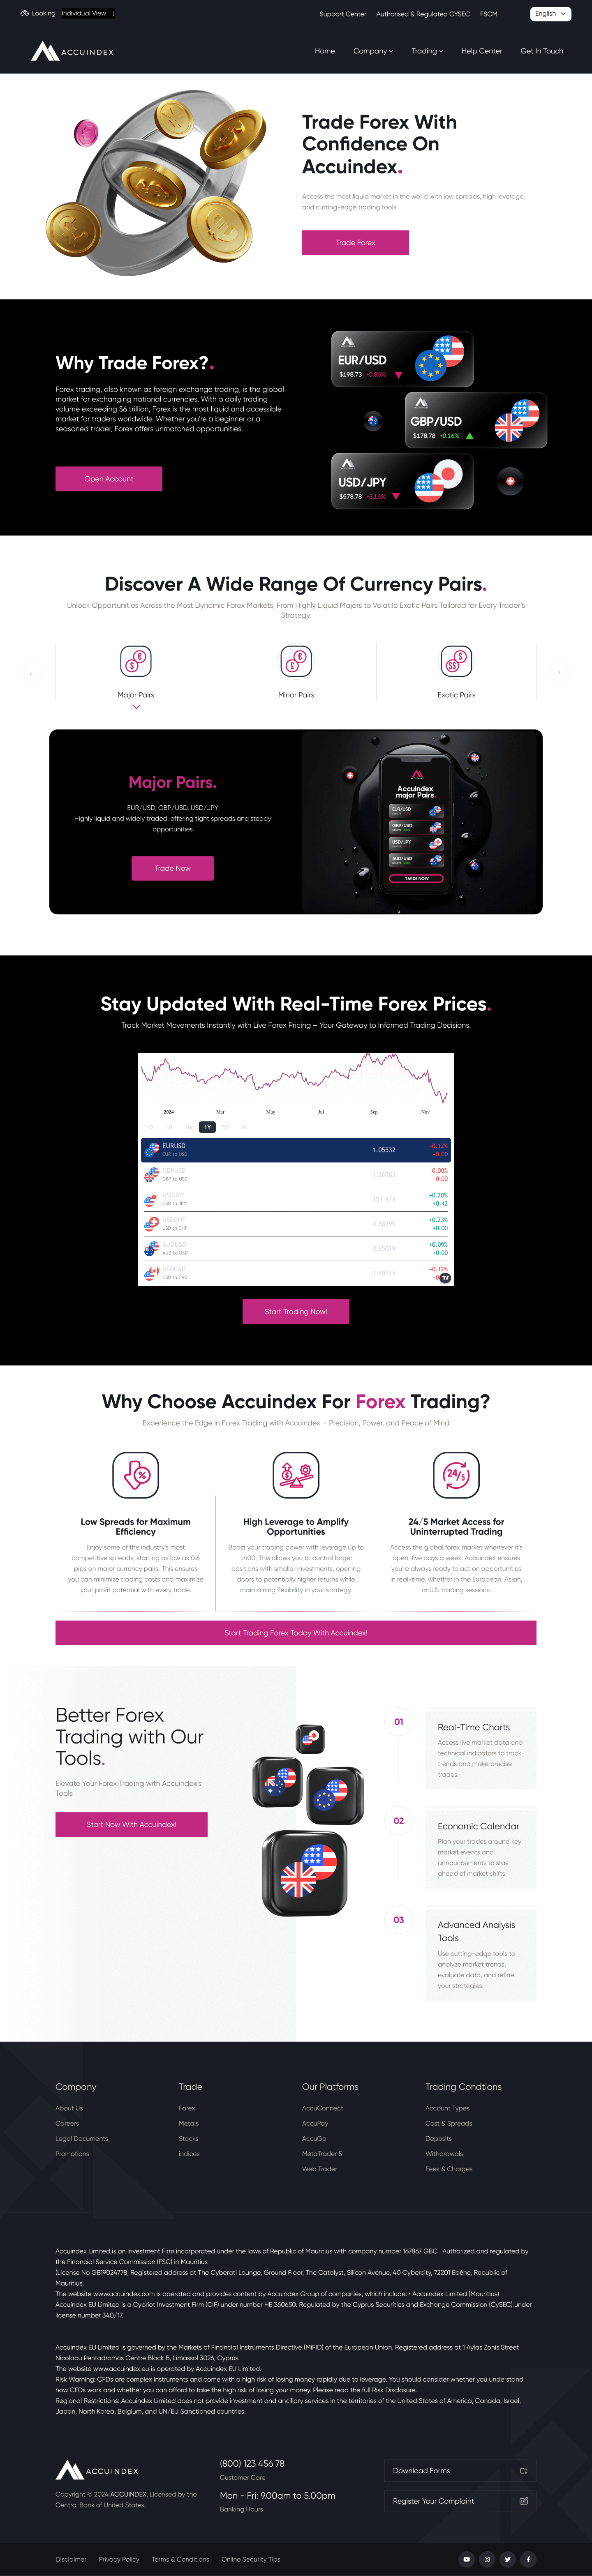 Looking Individual View ↓
Support Center Authorised & Regulated CYSEC FSCM
English
ACCUINDEX
Home Company Trading Help Center Get In Touch
Trade Forex With
Confidence On
Accuindex.
Access the most liquid market in the world with low spreads, high leverage,
and cutting-edge trading tools.
Trade Forex
Why Trade Forex?.
Forex trading, also known as foreign exchange trading, is the global
market for exchanging national currencies. With a daily trading
volume exceeding $6 trillion, Forex is the most liquid and accessible
market for traders worldwide. Whether you're a beginner or a
seasoned trader, Forex offers unmatched opportunities.
Open Account
EUR/USD
$198.73 +0.86%
GBP/USD
$178.78 +0.16%
USD/JPY
$578.78 +3.16%
Discover A Wide Range Of Currency Pairs.
Unlock Opportunities Across the Most Dynamic Forex Markets, From Highly Liquid Majors to Volatile Exotic Pairs Tailored for Every Trader's
Strategy.
Major Pairs
Minor Pairs
Exotic Pairs
Major Pairs.
EUR/USD, GBP/USD, USD/JPY
Highly liquid and widely traded, offering tight spreads and steady
opportunities
Trade Now
Accuindex
major Pairs.
EUR/USD
GBP/USD
USD/JPY
AUD/USD
TARDE NOW
Stay Updated With Real-Time Forex Prices.
Track Market Movements Instantly with Live Forex Pricing – Your Gateway to Informed Trading Decisions.
2024 Mar May Jul Sep Nov
1Y
EURUSD 1.05532 −0.12%
EUR to USD −0.00
GBPUSD 1.26783 0.00%
GBP to USD −0.00
USDJPY 151.474 +0.28%
USD to JPY +0.42
USDCHF 0.88299 +0.23%
USD to CHF +0.00
AUDUSD 0.65019 +0.09%
AUD to USD +0.00
USDCAD 1.40114 −0.12%
USD to CAD
Start Trading Now!
Why Choose Accuindex For Forex Trading?
Experience the Edge in Forex Trading with Accuindex – Precision, Power, and Peace of Mind
Low Spreads for Maximum
Efficiency
Enjoy some of the industry's most
competitive spreads, starting as low as 0.6
pips on major currency pairs. This ensures
you can minimize trading costs and maximize
your profit potential with every trade.
High Leverage to Amplify
Opportunities
Boost your trading power with leverage up to
1:400. This allows you to control larger
positions with smaller investments, opening
doors to potentially higher returns while
maintaining flexibility in your strategy.
24/5
24/5 Market Access for
Uninterrupted Trading
Access the global forex market whenever it's
open, five days a week. Accuindex ensures
you're always ready to act on opportunities
in real-time, whether in the European, Asian,
or U.S. trading sessions.
Start Trading Forex Today With Accuindex!
Better Forex
Trading with Our
Tools.
Elevate Your Forex Trading with Accuindex's
Tools
Start Now With Accuindex!
01
Real-Time Charts
Access live market data and
technical indicators to track
trends and make precise
trades.
02
Economic Calendar
Plan your trades around key
market events and
announcements to stay
ahead of market shifts.
03
Advanced Analysis
Tools
Use cutting-edge tools to
analyze market trends,
evaluate data, and refine
your strategies.
Company
About Us
Careers
Legal Documents
Promotions
Trade
Forex
Metals
Stocks
indices
Our Platforms
AccuConnect
AccuPay
AccuGo
MetaTrader 5
Web Trader
Trading Condtions
Account Types
Cost & Spreads
Deposits
Withdrawals
Fees & Charges
Accuindex Limited is an Investment Firm incorporated under the laws of Republic of Mauritius with company number 167867 GBC . Authorized and regulated by
the Financial Service Commission (FSC) in Mauritius
(License No GB19024778, Registered address at The Cyberati Lounge, Ground Floor, The Catalyst, Silicon Avenue, 40 Cybercity, 72201 Ebène, Republic of
Mauritius.
The website www.accuindex.com is operated and provides content by Accuindex Group of companies, which include: • Accuindex Limited (Mauritius)
Accuindex EU Limited is a Cypriot Investment Firm (CIF) under number HE 360650. Regulated by the Cyprus Securities and Exchange Commission (CySEC) under
license number 340/17.
Accuindex EU Limited is governed by the Markets of Financial Instruments Directive (MiFID) of the European Union. Registered address at 1 Ayias Zonis Street
Nicolaou Pentadromos Centre Block B, Limassol 3026, Cyprus.
The website www.accuindex.eu is operated by Accuindex EU Limited.
Risk Warning: CFDs are complex instruments and come with a high risk of losing money rapidly due to leverage. You should consider whether you understand
how CFDs work and whether you can afford to take the high risk of losing your money. Please read the full Risk Disclosure.
Regional Restrictions: Accuindex Limited does not provide investment and ancillary services in the territories of the United States of America, Canada, Israel,
Japan, North Korea, Belgium, and UN/EU Sanctioned countries.
ACCUINDEX
Copyright © 2024 ACCUINDEX. Licensed by the
Central Bank of United States.
(800) 123 456 78
Customer Care
Mon - Fri: 9.00am to 5.00pm
Banking Hours
Download Forms
Register Your Complaint
Disclaimer Privacy Policy Terms & Conditions Online Security Tips